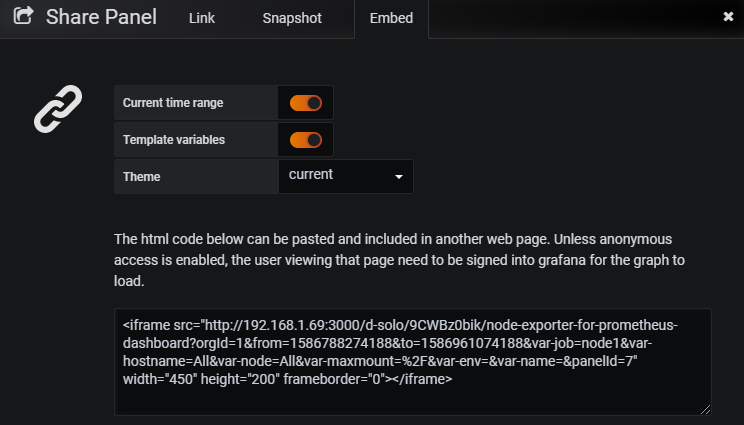 Share Panel Link Snapshot Embed
Current time range
Template variables
Theme current
The html code below can be pasted and included in another web page. Unless anonymous
access is enabled, the user viewing that page need to be signed into grafana for the graph to
load.
<iframe src="http://192.168.1.69:3000/d-solo/9CWBz0bik/node-exporter-for-prometheus-
dashboard?orgId=1&from=1586788274188&to=1586961074188&var-job=node1&var-
hostname=All&var-node=All&var-maxmount=%2F&var-env=&var-name=&panelId=7"
width="450" height="200" frameborder="0"></iframe>